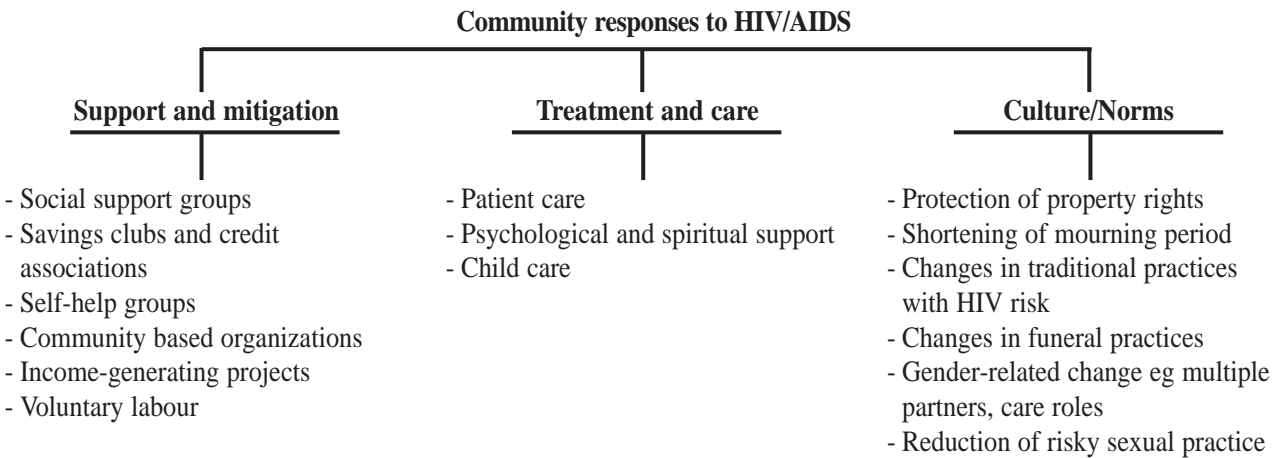 Community responses to HIV/AIDS
Support and mitigation
- Social support groups
- Savings clubs and credit
associations
- Self-help groups
- Community based organizations
- Income-generating projects
- Voluntary labour
Treatment and care
- Patient care
- Psychological and spiritual support
- Child care
Culture/Norms
- Protection of property rights
- Shortening of mourning period
- Changes in traditional practices
with HIV risk
- Changes in funeral practices
- Gender-related change eg multiple
partners, care roles
- Reduction of risky sexual practice